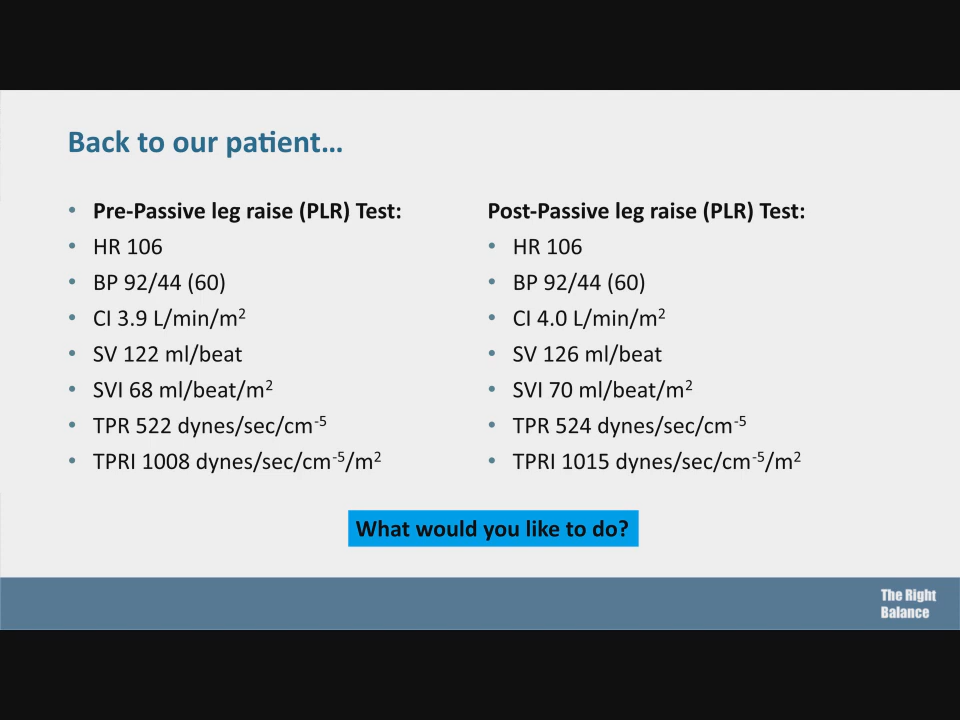 Back to our patient…
• Pre-Passive leg raise (PLR) Test:
• HR 106
• BP 92/44 (60)
• CI 3.9 L/min/m²
• SV 122 ml/beat
• SVI 68 ml/beat/m²
• TPR 522 dynes/sec/cm⁻⁵
• TPRI 1008 dynes/sec/cm⁻⁵/m²
Post-Passive leg raise (PLR) Test:
• HR 106
• BP 92/44 (60)
• CI 4.0 L/min/m²
• SV 126 ml/beat
• SVI 70 ml/beat/m²
• TPR 524 dynes/sec/cm⁻⁵
• TPRI 1015 dynes/sec/cm⁻⁵/m²
What would you like to do?
The Right
Balance